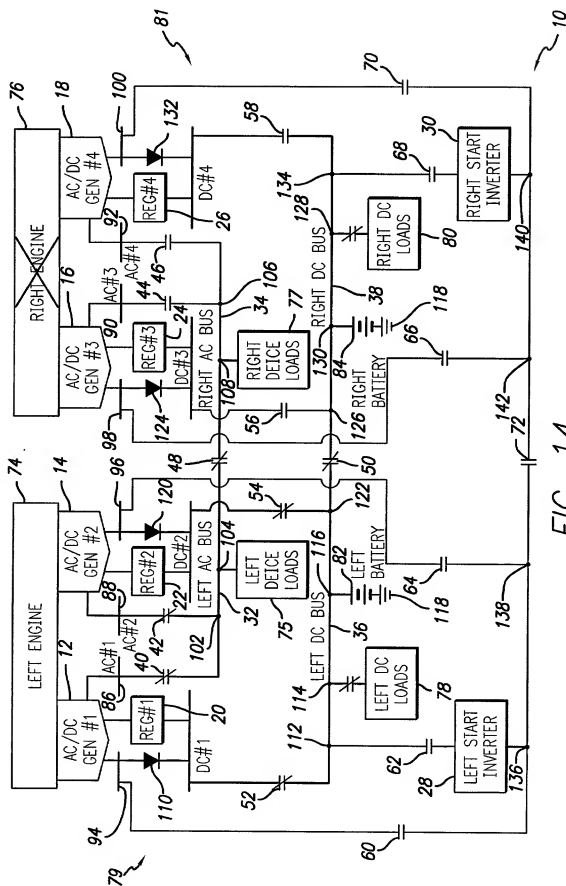 79
94
LEFT ENGINE
74
12
AC/DC
GEN #1
AC/DC
GEN #2
14
96
76
RIGHT ENGINE
16
AC/DC
GEN #3
AC/DC
GEN #4
18
100
81
86
AC#1
88
AC#2
98
90
AC#3
92
AC#4
110
REG#1
20
40
42
REG#2
22
120
124
REG#3
24
44
46
REG#4
26
132
DC#1
DC#2
DC#3
DC#4
102
LEFT AC BUS
32
104
48
RIGHT AC BUS
108
34
106
LEFT
DEICE
LOADS
75
RIGHT
DEICE
LOADS
77
52
54
56
58
112
114
LEFT DC BUS
36
116
122
50
126
130
RIGHT DC BUS
38
128
134
LEFT DC
LOADS
78
82
LEFT
BATTERY
118
RIGHT
BATTERY
84
118
RIGHT DC
LOADS
80
60
62
64
66
68
70
28
LEFT START
INVERTER
RIGHT START
INVERTER
30
136
138
72
142
140
10
FIG. 14